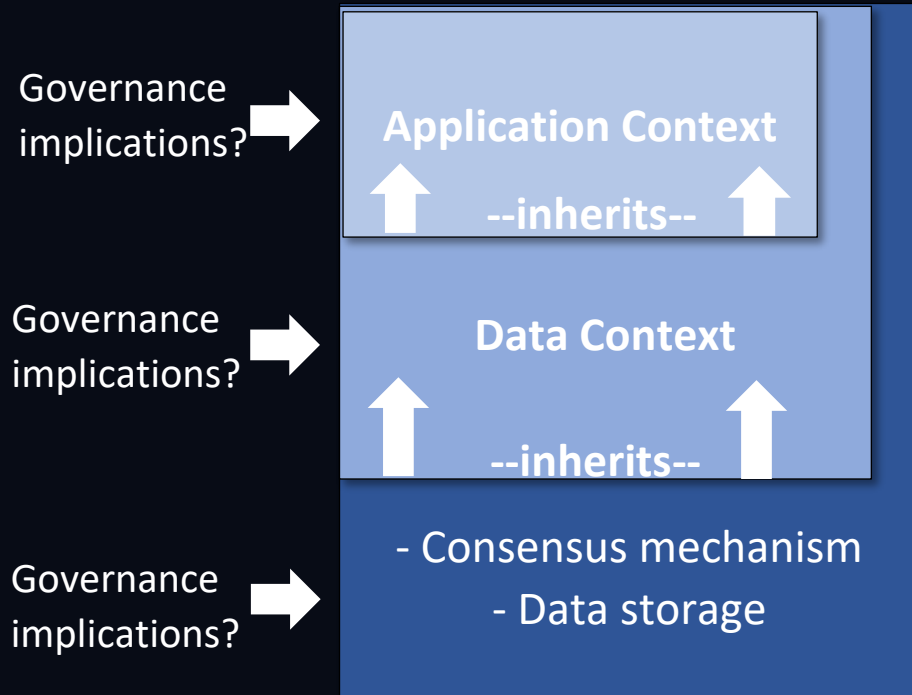 Governance
implications?
Application Context
--inherits--
Governance
implications?
Data Context
--inherits--
Governance
implications?
- Consensus mechanism
- Data storage